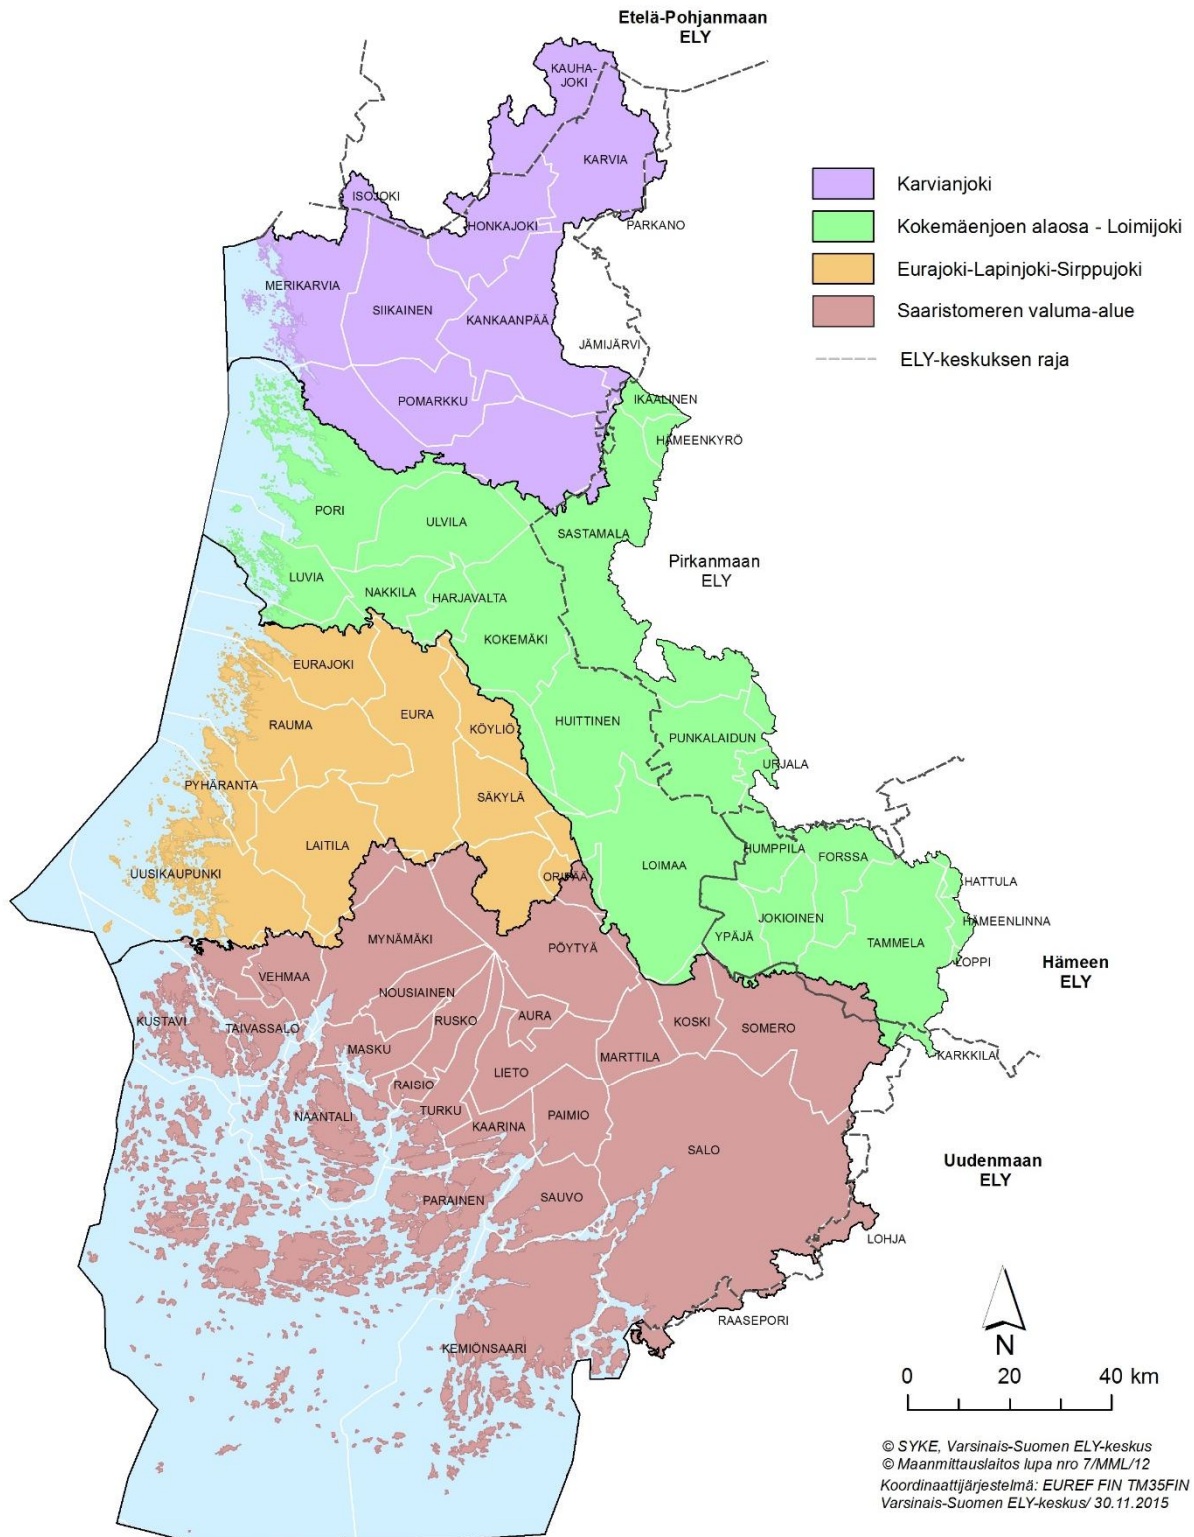 Etelä-Pohjanmaan
ELY
KAUHA-
JOKI
KARVIA
ISOJOKI
HONKAJOKI
PARKANO
MERIKARVIA
SIIKAINEN
KANKAANPÄÄ
JÄMIJÄRVI
POMARKKU
IKAALINEN
HÄMEENKYRÖ
Karvianjoki
Kokemäenjoen alaosa - Loimijoki
Eurajoki-Lapinjoki-Sirppujoki
Saaristomeren valuma-alue
ELY-keskuksen raja
PORI
ULVILA
SASTAMALA
Pirkanmaan
ELY
LUVIA
NAKKILA
HARJAVALTA
KOKEMÄKI
EURAJOKI
RAUMA
EURA
KÖYLIÖ
HUITTINEN
PUNKALAIDUN
URJALA
PYHÄRANTA
SÄKYLÄ
LAITILA
UUSIKAUPUNKI
ORIPÄÄ
LOIMAA
HUMPPILA
FORSSA
HATTULA
JOKIOINEN
HÄMEENLINNA
YPÄJÄ
TAMMELA
LOPPI
Hämeen
ELY
MYNÄMÄKI
PÖYTYÄ
VEHMAA
NOUSIAINEN
KUSTAVI
TAIVASSALO
RUSKO
AURA
KOSKI
SOMERO
MASKU
MARTTILA
KARKKILA
RAISIO
LIETO
NAANTALI
TURKU
KAARINA
PAIMIO
SALO
Uudenmaan
ELY
PARAINEN
SAUVO
LOHJA
RAASEPORI
KEMIÖNSAARI
N
0 20 40 km
© SYKE, Varsinais-Suomen ELY-keskus
© Maanmittauslaitos lupa nro 7/MML/12
Koordinaattijärjestelmä: EUREF FIN TM35FIN
Varsinais-Suomen ELY-keskus/ 30.11.2015